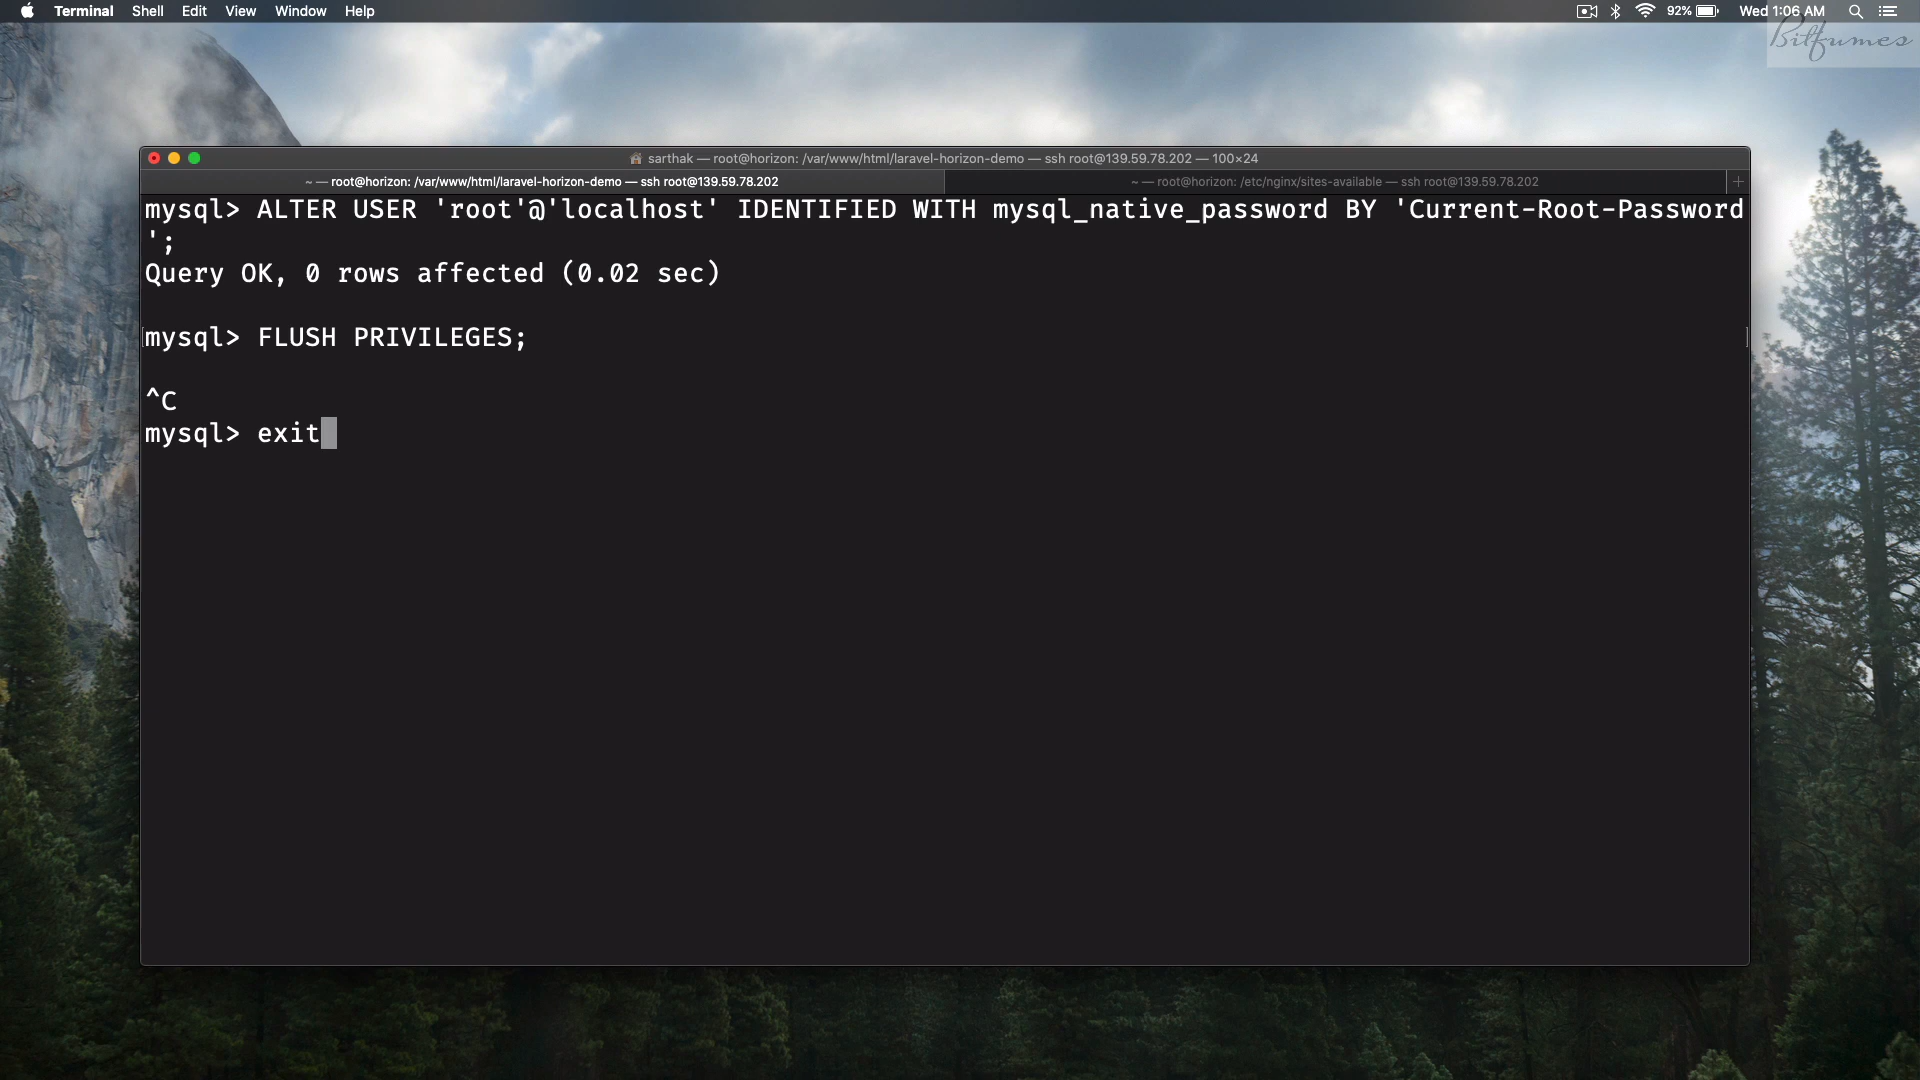 Terminal Shell Edit View Window Help 92% Wed 1:06 AM
Bitfumes
sarthak — root@horizon: /var/www/html/laravel-horizon-demo — ssh root@139.59.78.202 — 100×24
~ — root@horizon: /var/www/html/laravel-horizon-demo — ssh root@139.59.78.202 ~ — root@horizon: /etc/nginx/sites-available — ssh root@139.59.78.202 +
mysql> ALTER USER 'root'@'localhost' IDENTIFIED WITH mysql_native_password BY 'Current-Root-Password
';
Query OK, 0 rows affected (0.02 sec)
[mysql> FLUSH PRIVILEGES; ]
^C
mysql> exit